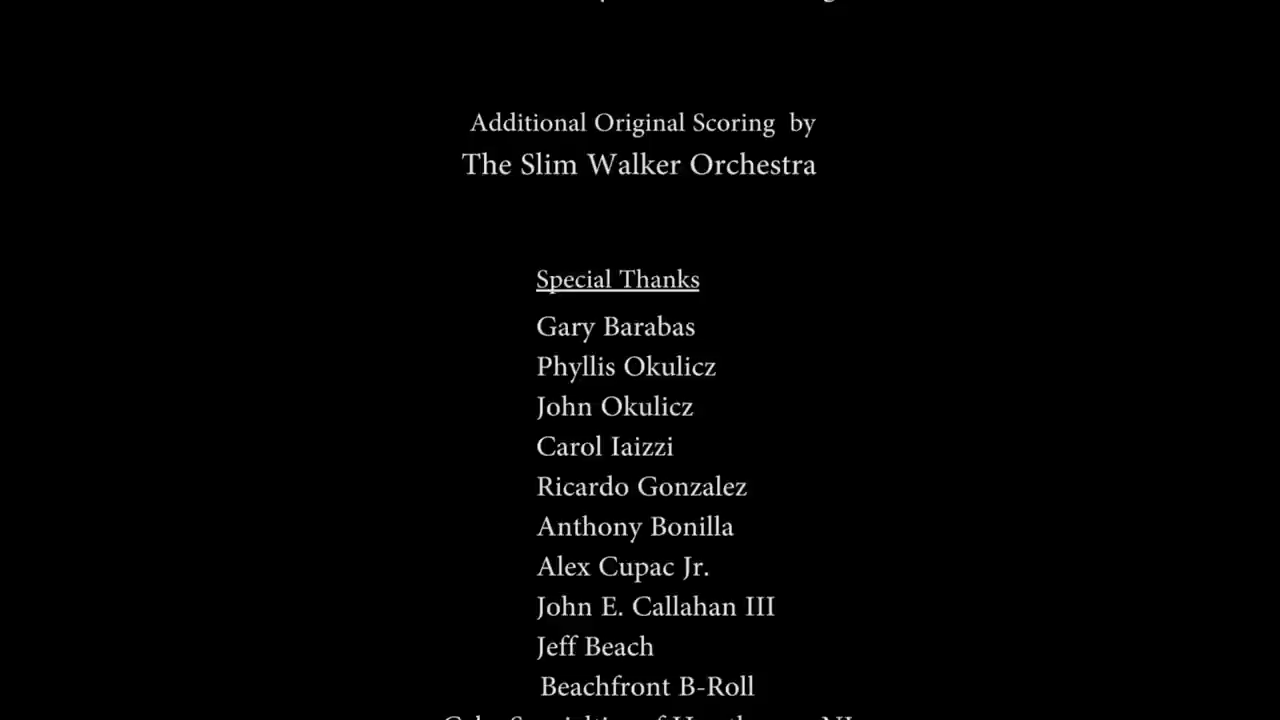 Additional Original Scoring by
The Slim Walker Orchestra
Special Thanks
Gary Barabas
Phyllis Okulicz
John Okulicz
Carol Iaizzi
Ricardo Gonzalez
Anthony Bonilla
Alex Cupac Jr.
John E. Callahan III
Jeff Beach
Beachfront B-Roll